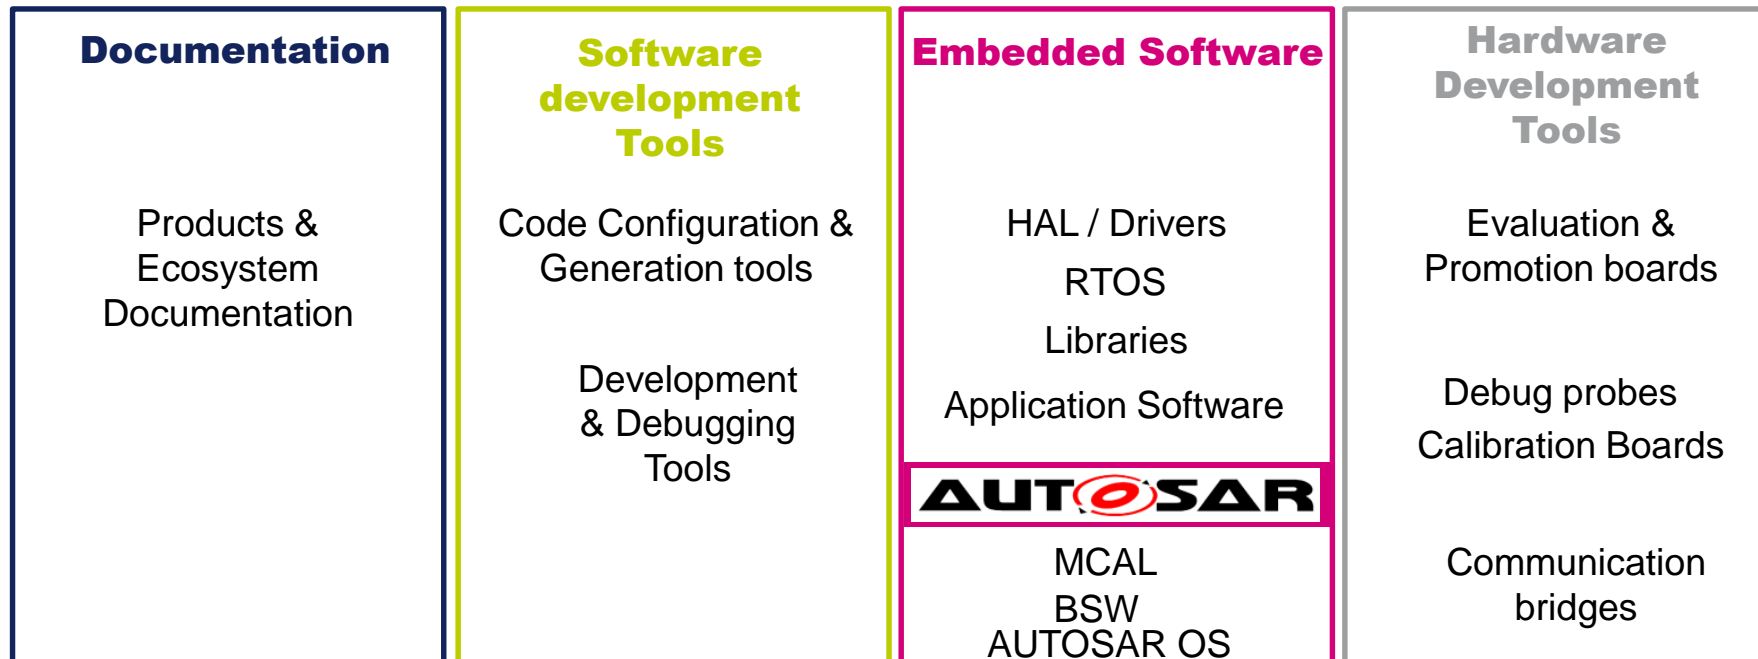 Documentation
Products &
Ecosystem
Documentation
Software
development
Tools
Code Configuration &
Generation tools
Development
& Debugging
Tools
Embedded Software
HAL / Drivers
RTOS
Libraries
Application Software
AUTOSAR
MCAL
BSW
AUTOSAR OS
Hardware
Development
Tools
Evaluation &
Promotion boards
Debug probes
Calibration Boards
Communication
bridges